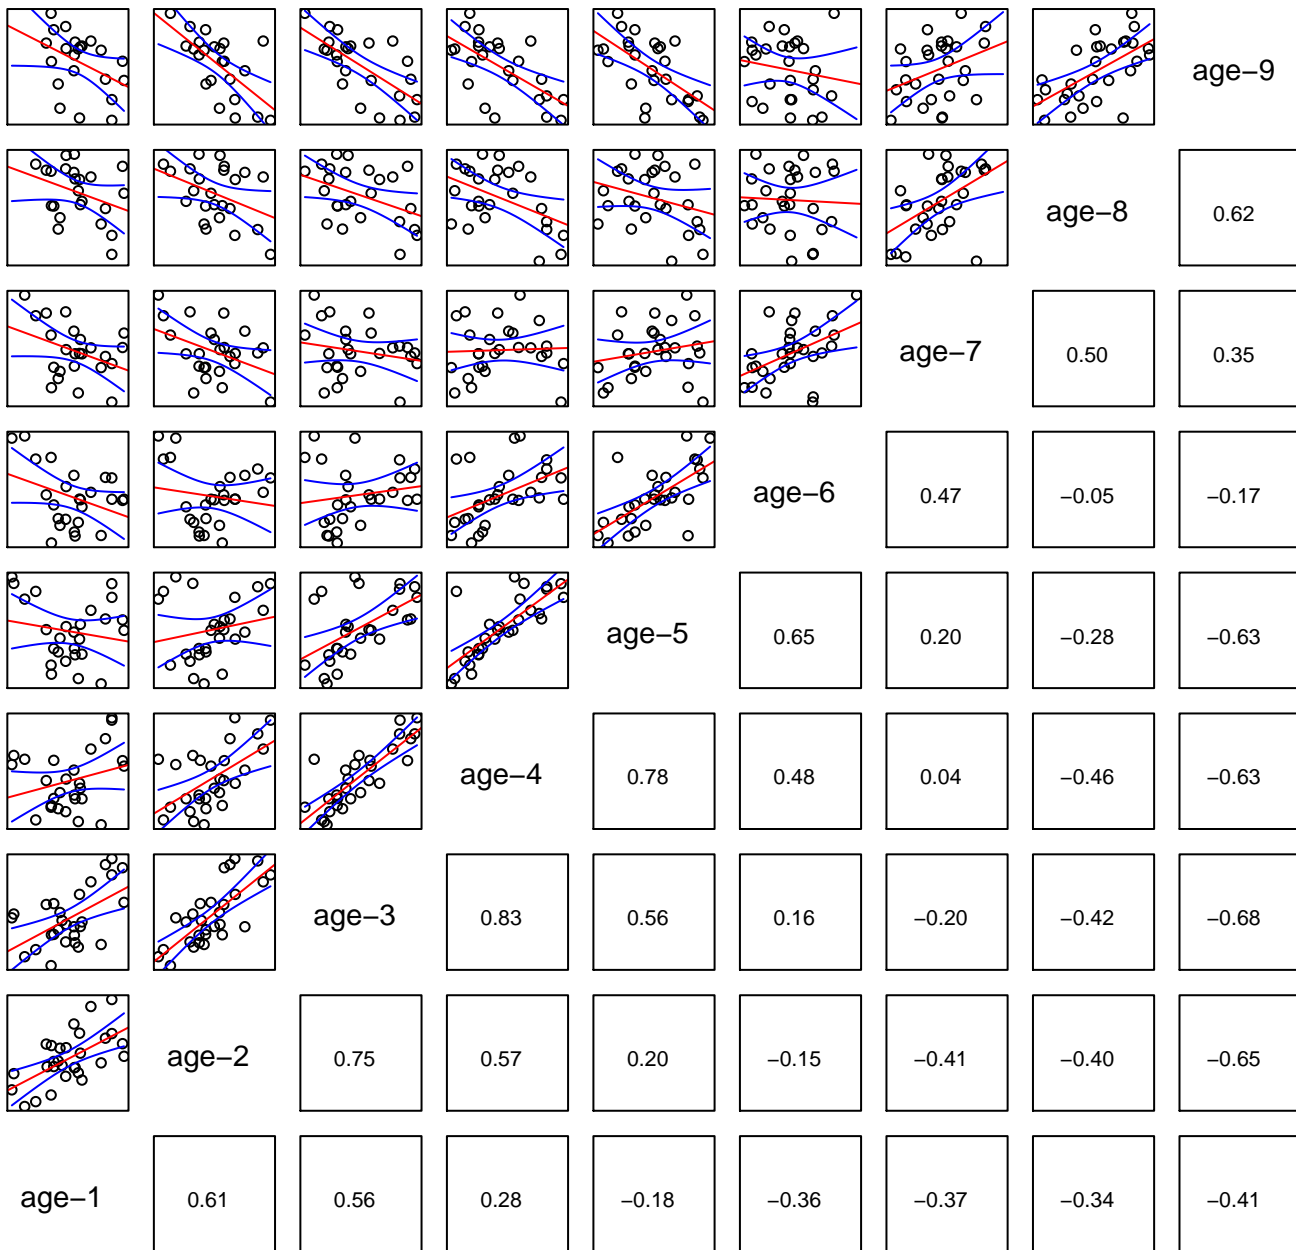 age−9
age−8 0.62
age−7 0.50 0.35
age−6 0.47 −0.05 −0.17
age−5 0.65 0.20 −0.28 −0.63
age−4 0.78 0.48 0.04 −0.46 −0.63
age−3 0.83 0.56 0.16 −0.20 −0.42 −0.68
age−2 0.75 0.57 0.20 −0.15 −0.41 −0.40 −0.65
age−1 0.61 0.56 0.28 −0.18 −0.36 −0.37 −0.34 −0.41